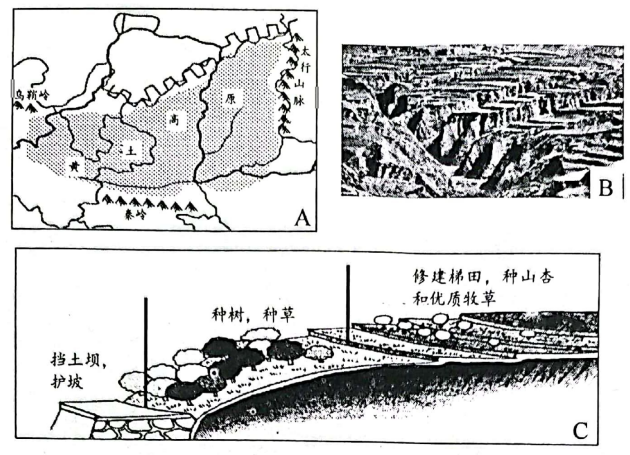 乌鞘岭
太行山脉
黄土高原
秦岭
A
B
修建梯田，种山杏
和优质牧草
种树，种草
挡土坝，
护坡
C